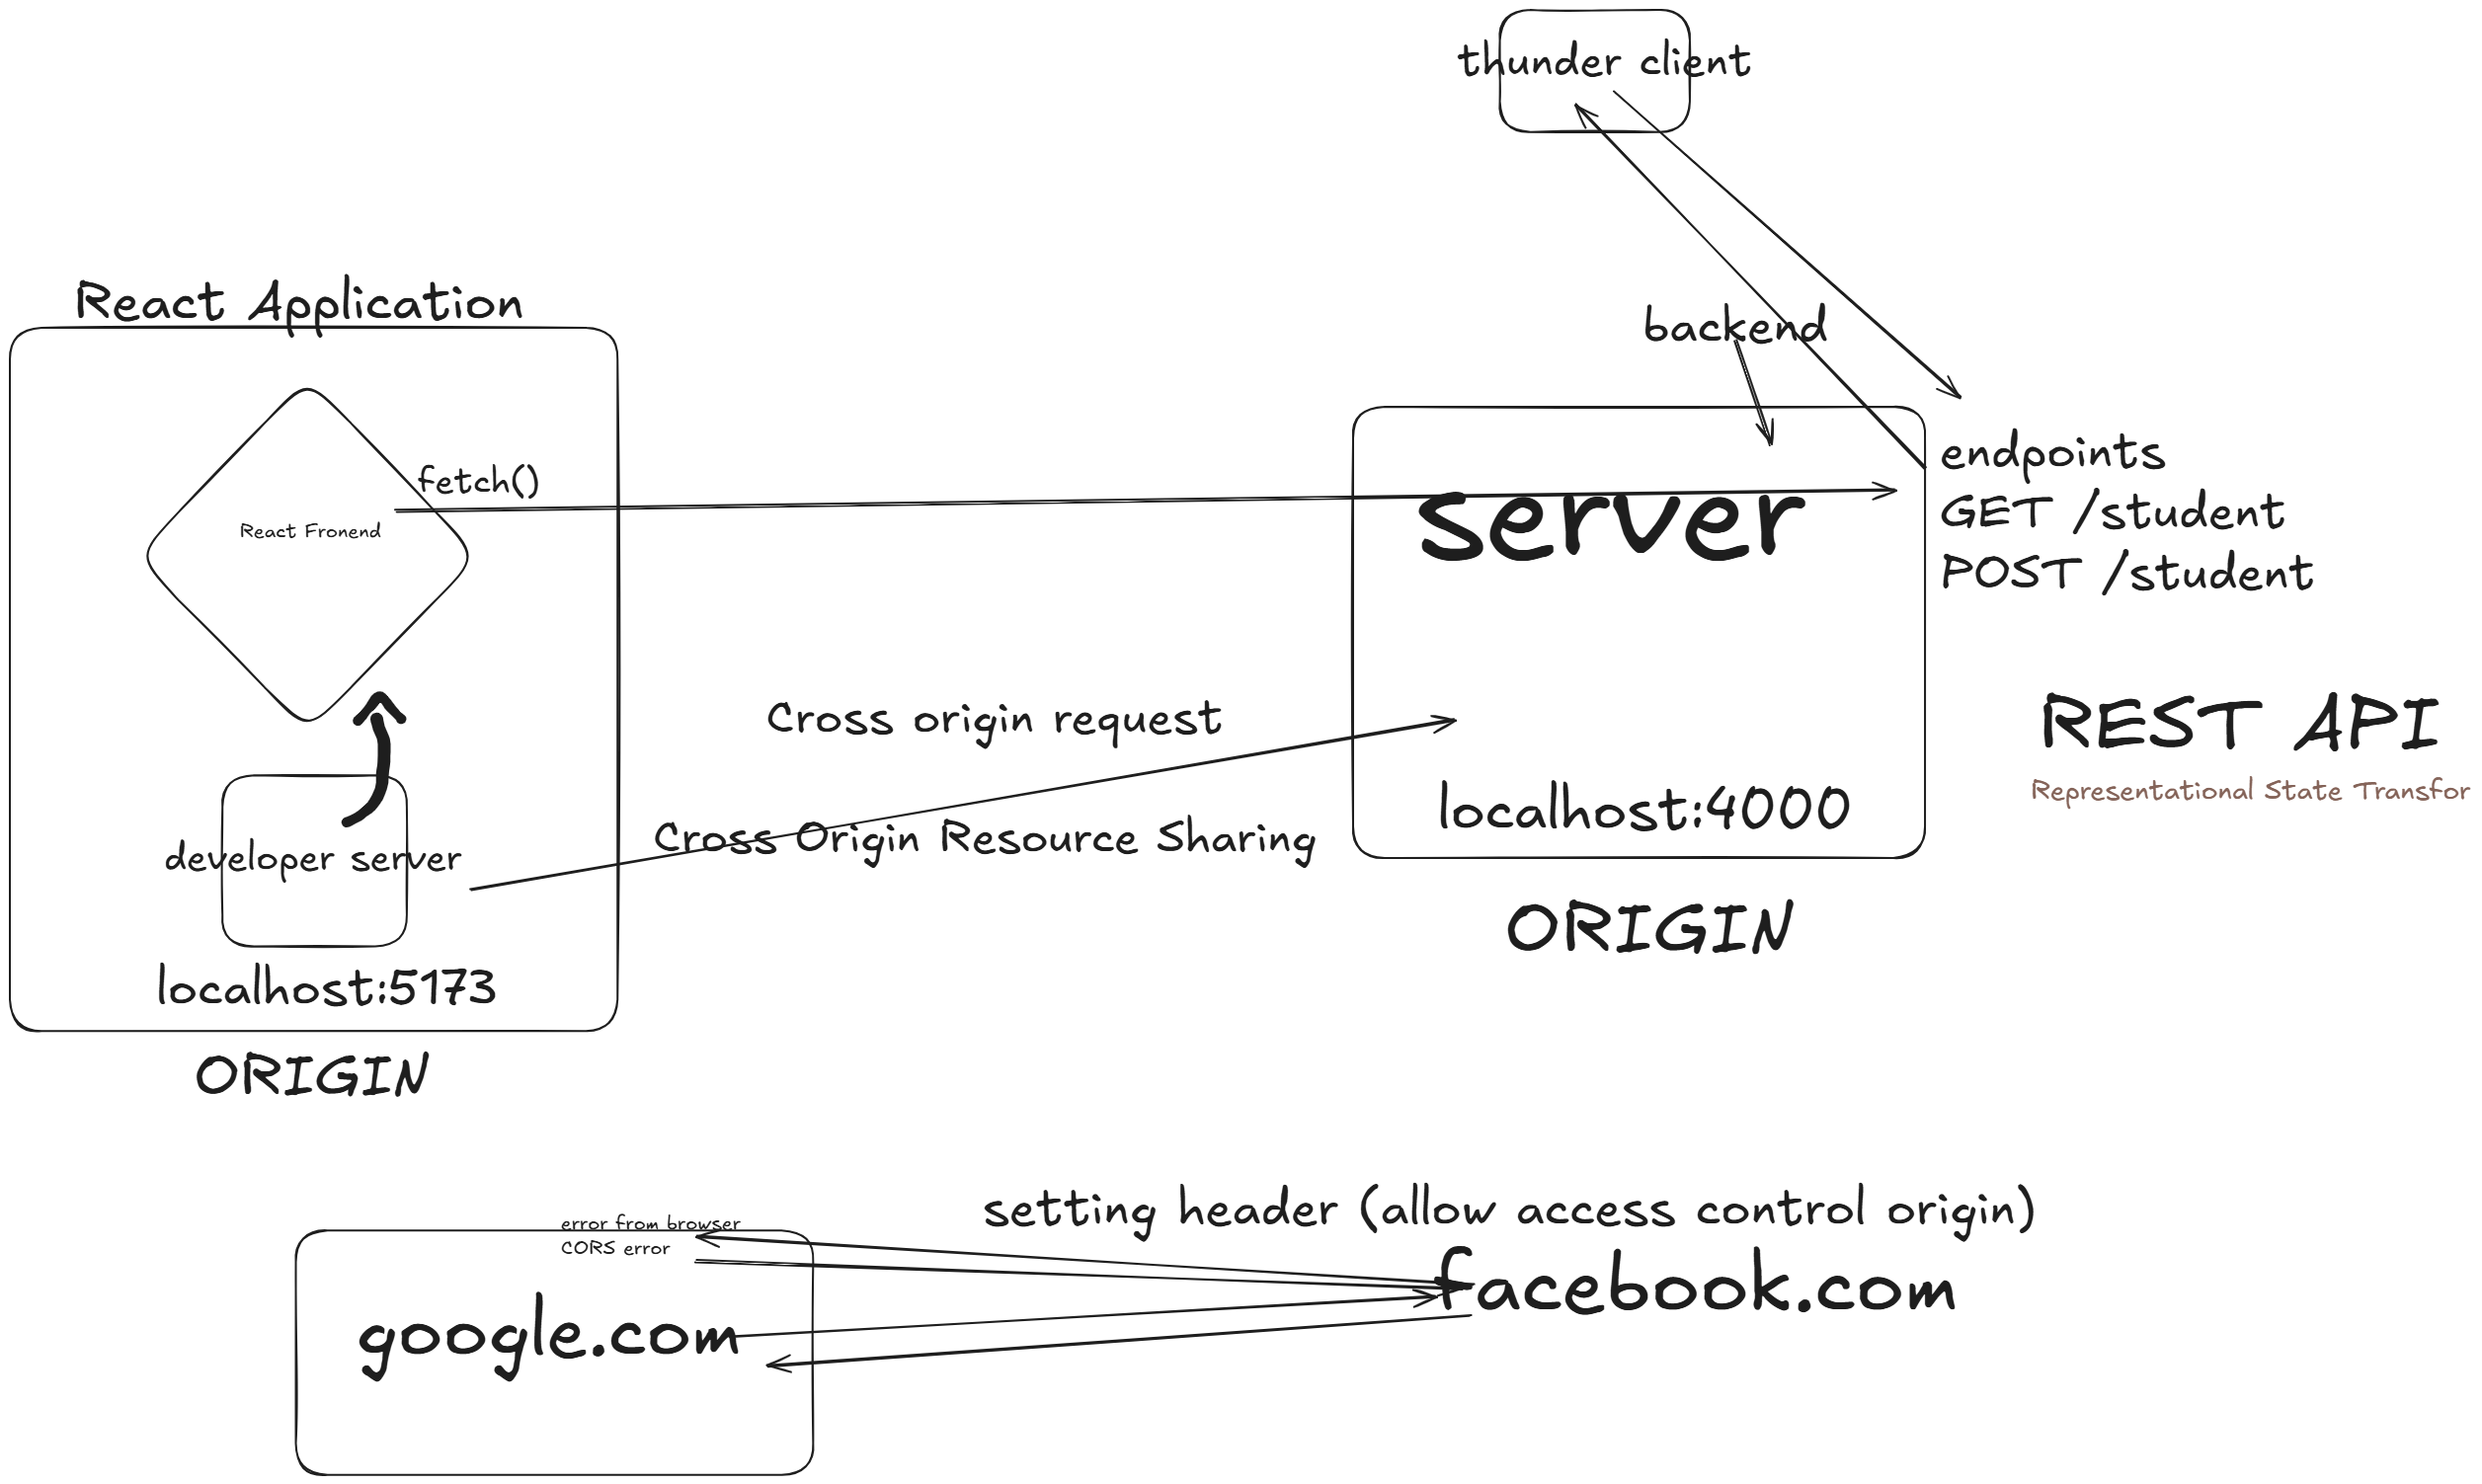 thunder client
React Application
backend
fetch()
React Fronend
server
endpoints
GET /student
POST /student
Cross origin request
REST API
Representational State Transfor
localhost:4000
Cross Origin Resource Sharing
developer server
ORIGIN
localhost:5173
ORIGIN
setting header (allow access control origin)
error from browser
CORS error
facebook.com
google.com